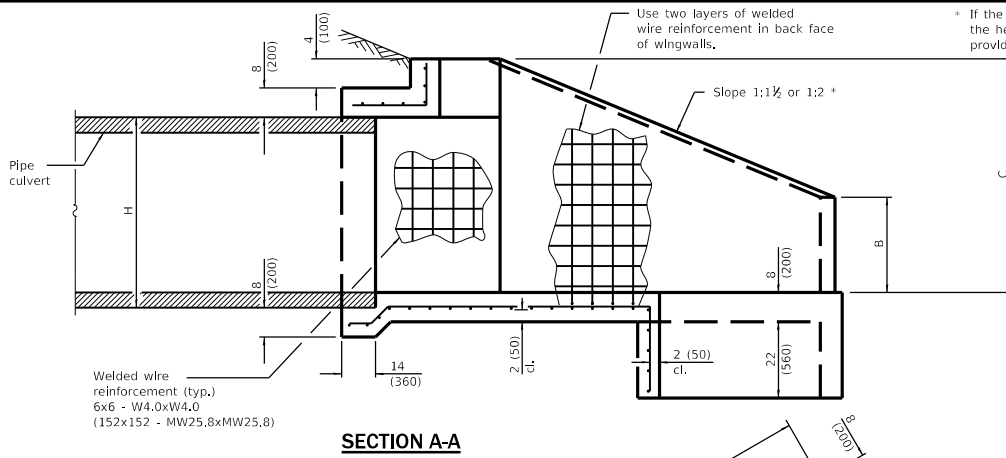 Use two layers of welded
wire reinforcement in back face
of wingwalls.
* If the
the he
provid
4
(100)
8
(200)
Slope 1:1½ or 1:2 *
Pipe
culvert
H
C
B
8
(200)
8
(200)
2 (50)
cl.
2 (50)
cl.
22
(560)
14
(360)
Welded wire
reinforcement (typ.)
6x6 - W4.0xW4.0
(152x152 - MW25.8xMW25.8)
8
(200)
SECTION A-A